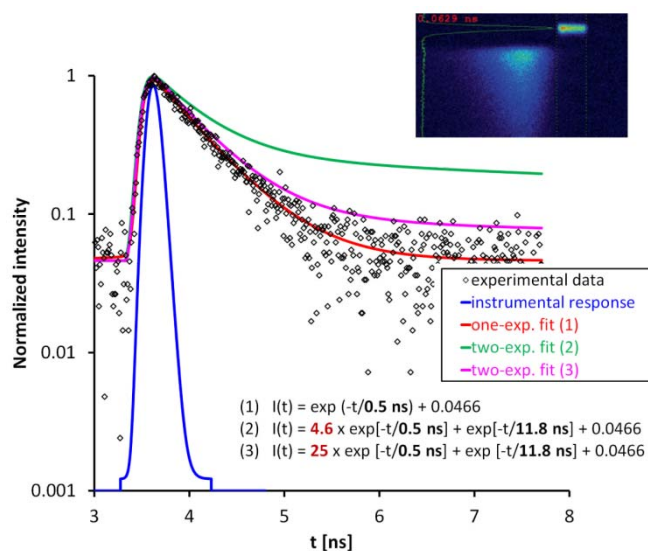 0.0629 ns
1
0.1
0.01
0.001
Normalized intensity
experimental data
instrumental response
one-exp. fit (1)
two-exp. fit (2)
two-exp. fit (3)
(1) I(t) = exp (-t/0.5 ns) + 0.0466
(2) I(t) = 4.6 x exp[-t/0.5 ns] + exp[-t/11.8 ns] + 0.0466
(3) I(t) = 25 x exp [-t/0.5 ns] + exp [-t/11.8 ns] + 0.0466
3 4 5 6 7 8
t [ns]